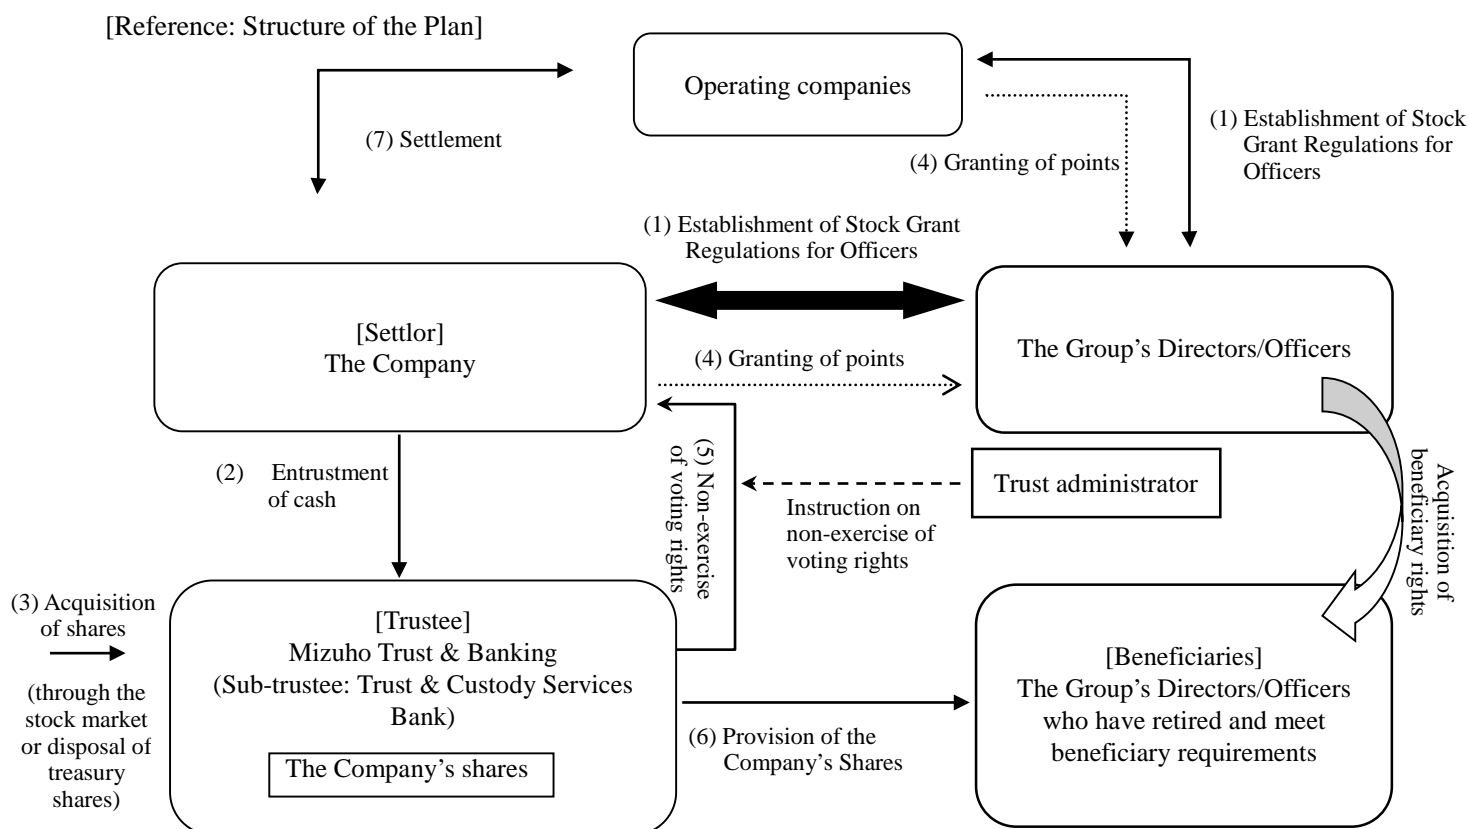 [Reference: Structure of the Plan]
Operating companies
(7) Settlement
(4) Granting of points
(1) Establishment of Stock
Grant Regulations for
Officers
(1) Establishment of Stock Grant
Regulations for Officers
[Settlor]
The Company
(4) Granting of points
The Group’s Directors/Officers
(2) Entrustment
of cash
(5) Non-exercise
of voting rights
Instruction on
non-exercise of
voting rights
Trust administrator
Acquisition of
beneficiary rights
(3) Acquisition
of shares
(through the
stock market
or disposal of
treasury
shares)
[Trustee]
Mizuho Trust & Banking
(Sub-trustee: Trust & Custody Services
Bank)
The Company’s shares
(6) Provision of the
Company’s Shares
[Beneficiaries]
The Group’s Directors/Officers
who have retired and meet
beneficiary requirements